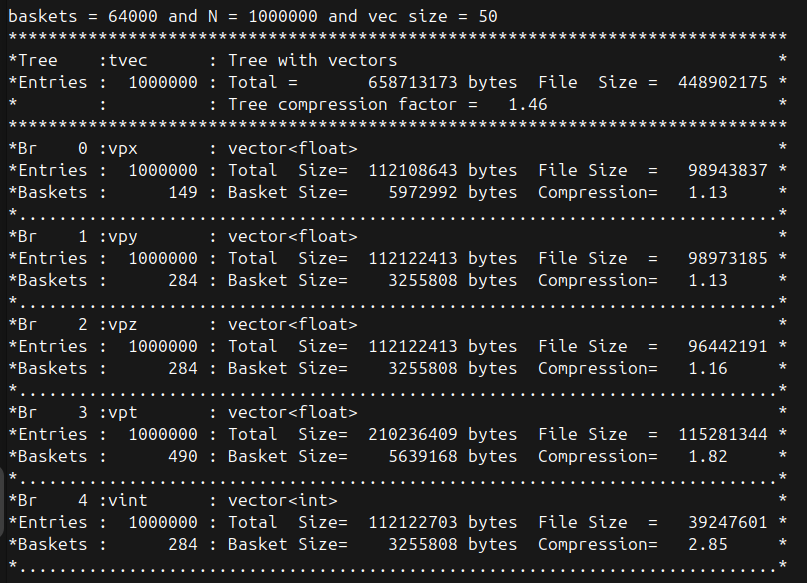 baskets = 64000 and N = 1000000 and vec size = 50
******************************************************************************
*Tree    :tvec      : Tree with vectors                                      *
*Entries :  1000000 : Total =       658713173 bytes  File  Size =  448902175 *
*        :          : Tree compression factor =   1.46                       *
******************************************************************************
*Br    0 :vpx       : vector<float>                                          *
*Entries :  1000000 : Total  Size=  112108643 bytes  File Size  =   98943837 *
*Baskets :      149 : Basket Size=    5972992 bytes  Compression=   1.13     *
*............................................................................*
*Br    1 :vpy       : vector<float>                                          *
*Entries :  1000000 : Total  Size=  112122413 bytes  File Size  =   98973185 *
*Baskets :      284 : Basket Size=    3255808 bytes  Compression=   1.13     *
*............................................................................*
*Br    2 :vpz       : vector<float>                                          *
*Entries :  1000000 : Total  Size=  112122413 bytes  File Size  =   96442191 *
*Baskets :      284 : Basket Size=    3255808 bytes  Compression=   1.16     *
*............................................................................*
*Br    3 :vpt       : vector<float>                                          *
*Entries :  1000000 : Total  Size=  210236409 bytes  File Size  =  115281344 *
*Baskets :      490 : Basket Size=    5639168 bytes  Compression=   1.82     *
*............................................................................*
*Br    4 :vint      : vector<int>                                            *
*Entries :  1000000 : Total  Size=  112122703 bytes  File Size  =   39247601 *
*Baskets :      284 : Basket Size=    3255808 bytes  Compression=   2.85     *
*............................................................................*